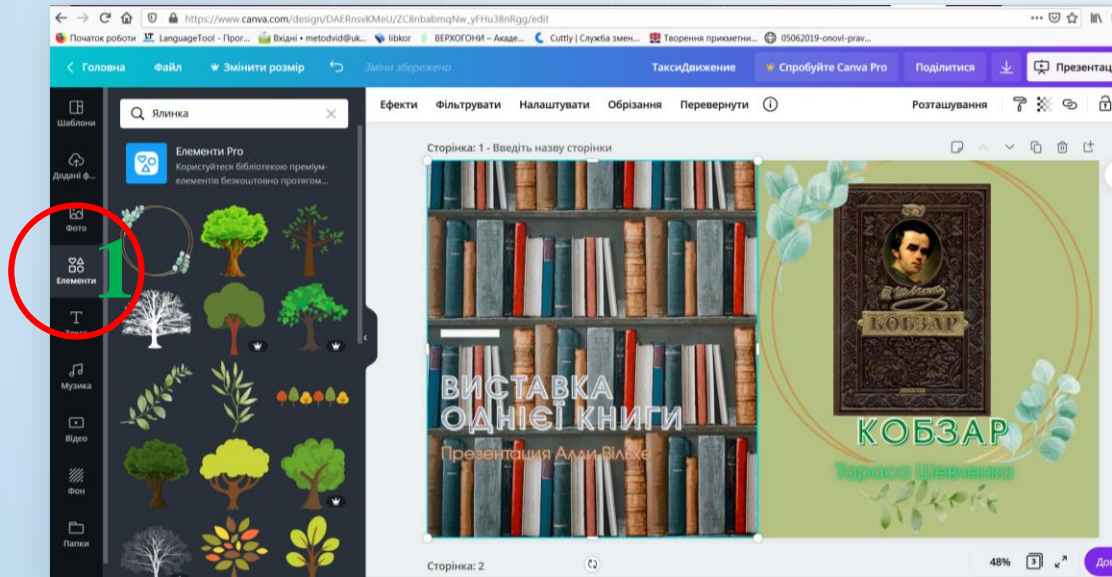 https://www.canva.com/design/DAERnsvKMeU/ZC8nbabmqNw_yFHu38nRgg/edit
Початок роботи LanguageTool - Прог... Вхідні • metodvid@uk... libkor ВЕРХОГОНИ – Акаде... Cuttly | Служба змен... Творення прикметни... 05062019-onovl-prav...
Головна Файл Змінити розмір Зміни збережено ТаксиДвижение Спробуйте Canva Pro Поділитися Презентац
Ефекти Фільтрувати Налаштувати Обрізання Перевернути Розташування
Шаблони
Додані ф...
Фото
Елементи
1
Текст
Музика
Відео
Фон
Папки
Ялинка
Елементи Pro
Користуйтеся бібліотекою преміум-
елементів безкоштовно протягом...
Сторінка: 1 - Введіть назву сторінки
ВИСТАВКА
ОДНІЄЇ КНИГИ
Презентация Алли Вільхе
КОБЗАР
КОБЗАР
Тараса Шевченка
Сторінка: 2
48% 3